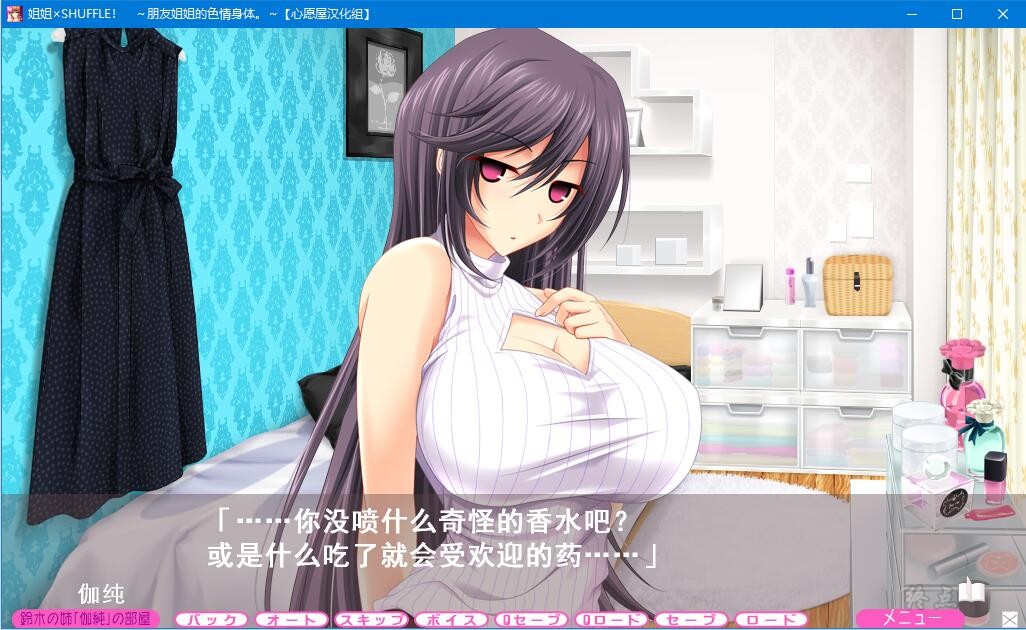 姐姐×SHUFFLE!　～朋友姐姐的色情身体。～【心愿屋汉化组】
「……你没喷什么奇怪的香水吧？
或是什么吃了就会受欢迎的药……」
伽纯
鈴木の姉「伽純」の部屋
バック オート スキップ ボイス Qセーブ Qロード セーブ ロード メニュー